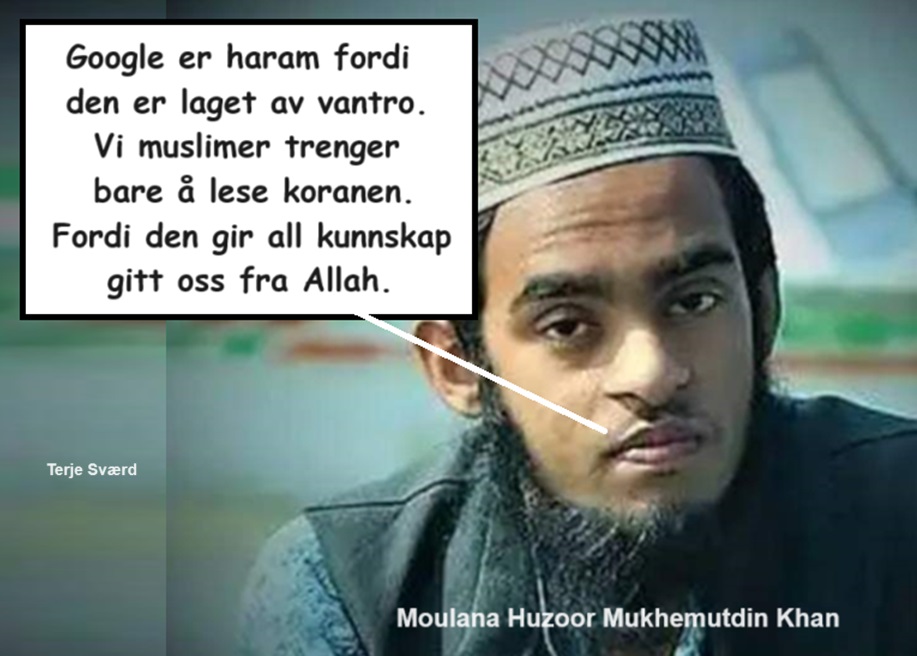 Google er haram fordi
den er laget av vantro.
Vi muslimer trenger
bare å lese koranen.
Fordi den gir all kunnskap
gitt oss fra Allah.
Terje Sværd
Moulana Huzoor Mukhemutdin Khan